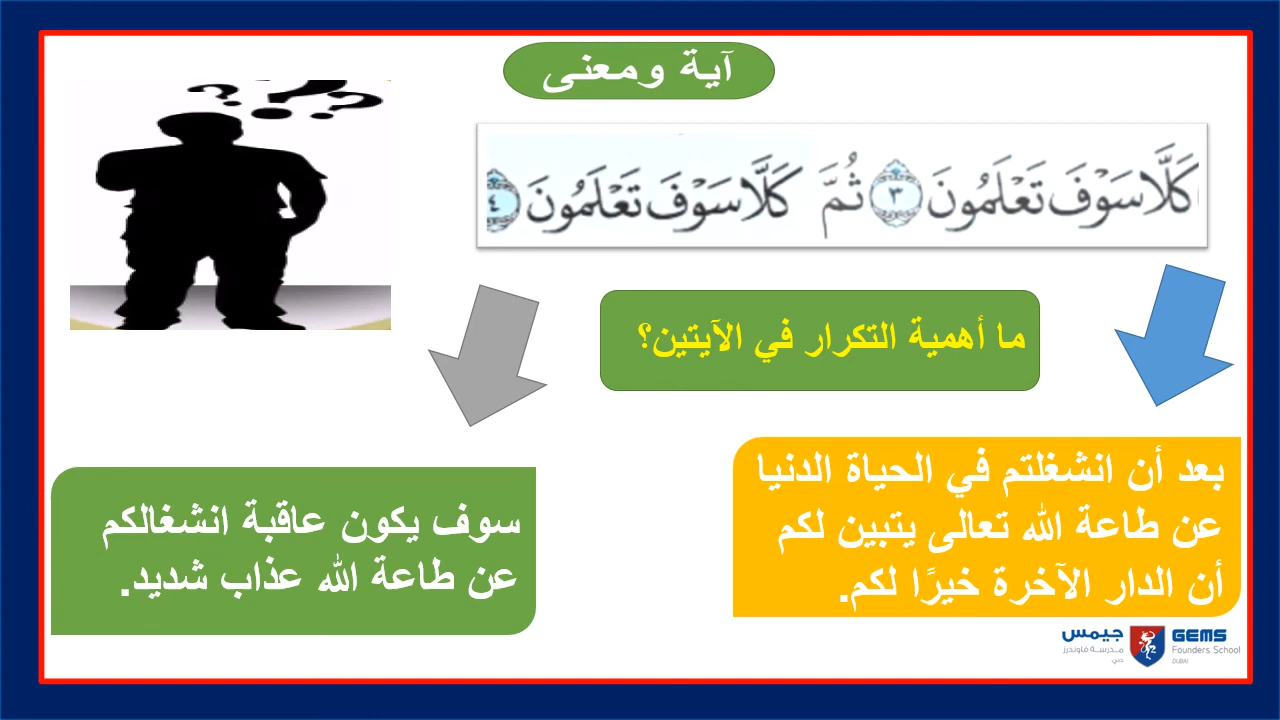 آية ومعنى
كَلَّا سَوْفَ تَعْلَمُونَ ٣ ثُمَّ كَلَّا سَوْفَ تَعْلَمُونَ ٤
ما أهمية التكرار في الآيتين؟
بعد أن انشغلتم في الحياة الدنيا
عن طاعة الله تعالى يتبين لكم
أن الدار الآخرة خيرًا لكم.
سوف يكون عاقبة انشغالكم
عن طاعة الله عذاب شديد.
جيمس
مدرسة فاوندرز
دبي
GEMS
Founders School
DUBAI